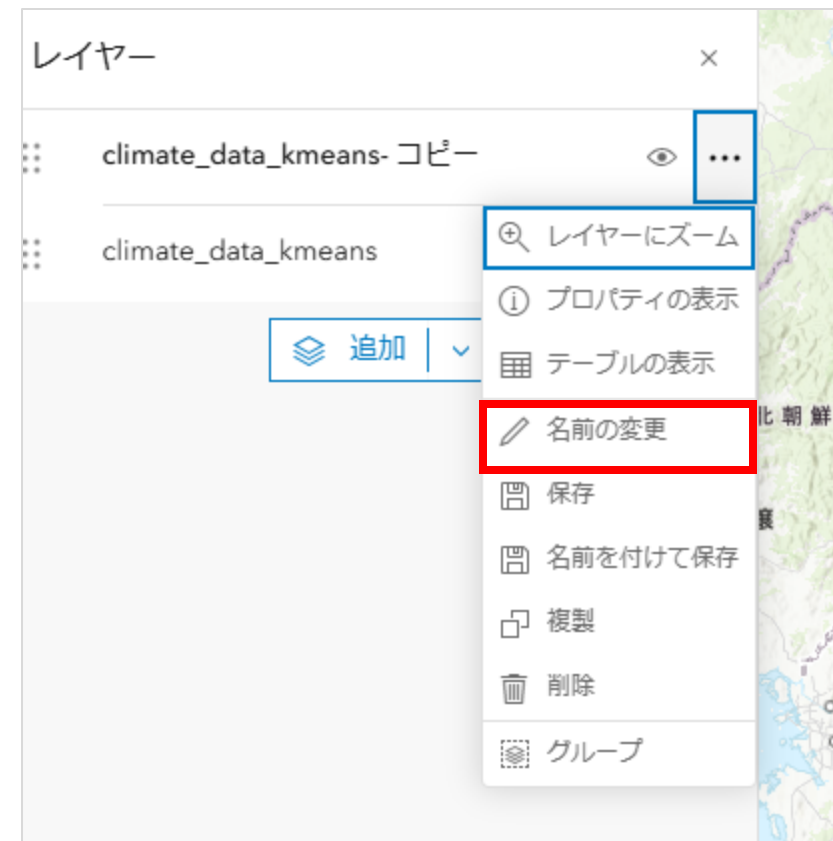 レイヤー
climate_data_kmeans- コピー
climate_data_kmeans
レイヤーにズーム
プロパティの表示
追加
テーブルの表示
名前の変更
北朝鮮
保存
名前を付けて保存
複製
削除
グループ